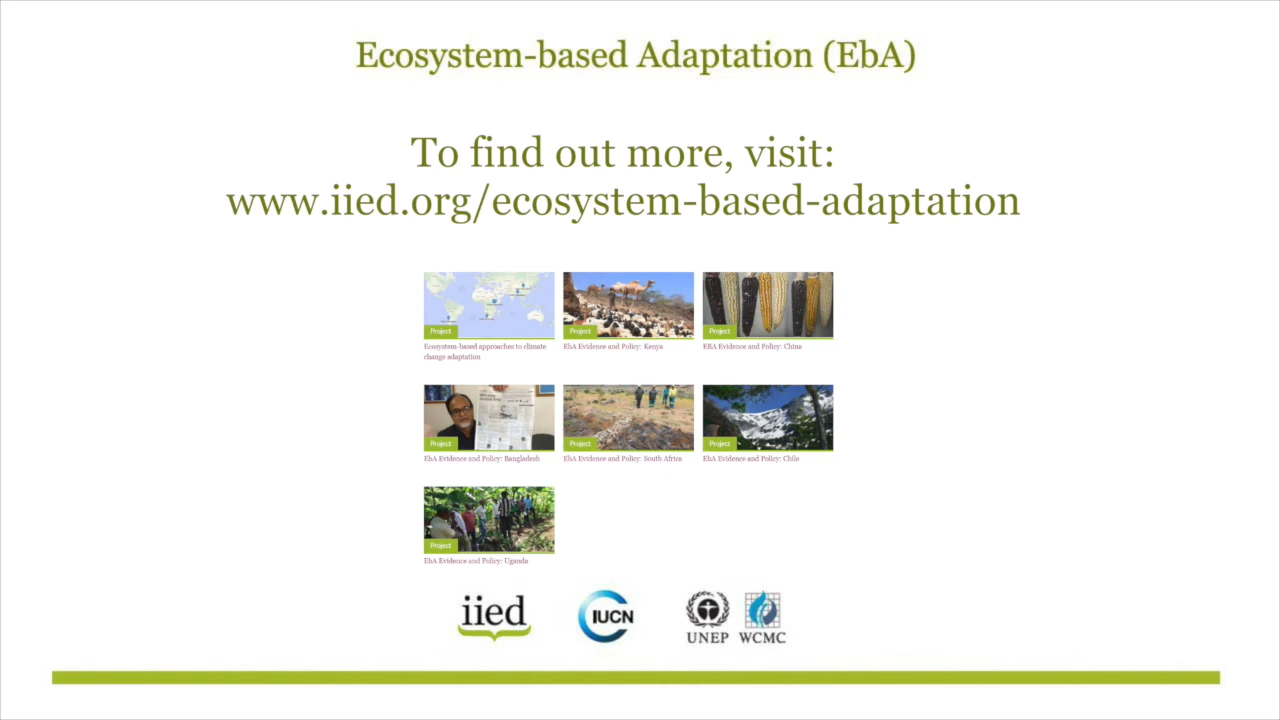 Ecosystem-based Adaptation (EbA)
To find out more, visit:
www.iied.org/ecosystem-based-adaptation
Project
Project
Project
Ecosystem-based approaches to climate
change adaptation
EbA Evidence and Policy: Kenya
EBA Evidence and Policy: China
Project
Project
Project
EbA Evidence and Policy: Bangladesh
EbA Evidence and Policy: South Africa
EbA Evidence and Policy: Chile
Project
EbA Evidence and Policy: Uganda
iied
IUCN
UNEP WCMC